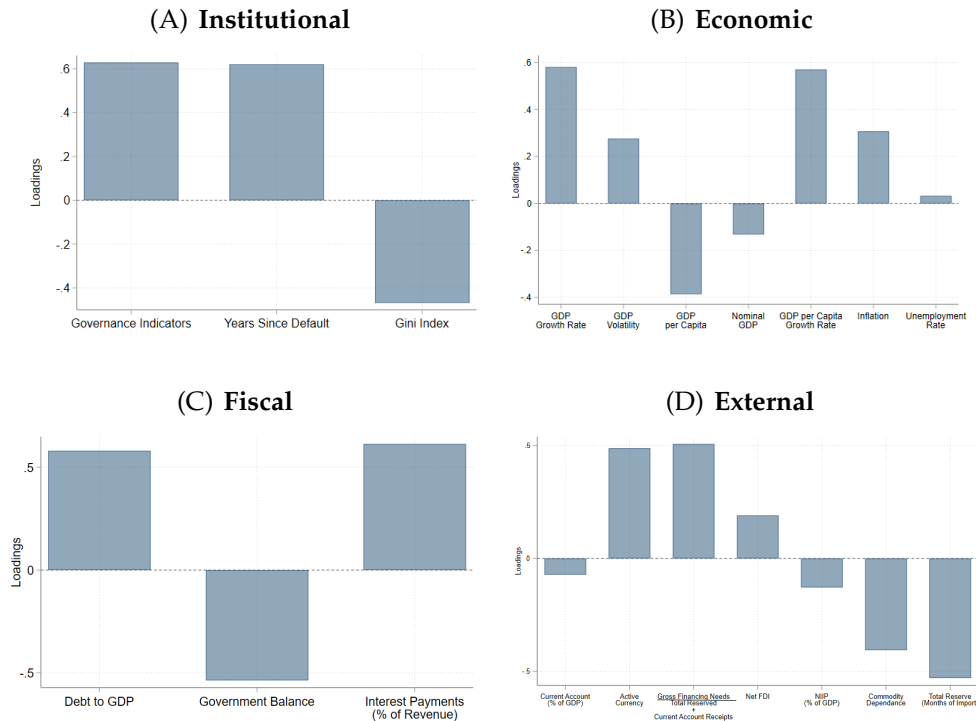 (A) Institutional
Loadings
.6
.4
.2
0
-.2
-.4
Governance Indicators
Years Since Default
Gini Index
(B) Economic
Loadings
.6
.4
.2
0
-.2
-.4
GDP
Growth Rate
GDP
Volatility
GDP
per Capita
Nominal
GDP
GDP per Capita
Growth Rate
Inflation
Unemployment
Rate
(C) Fiscal
Loadings
.5
0
-.5
Debt to GDP
Government Balance
Interest Payments
(% of Revenue)
(D) External
Loadings
.5
0
-.5
Current Account
(% of GDP)
Active
Currency
Gross Financing Needs
Total Reserved
+
Current Account Receipts
Net FDI
NIIP
(% of GDP)
Commodity
Dependance
Total Reserve
(Months of Import